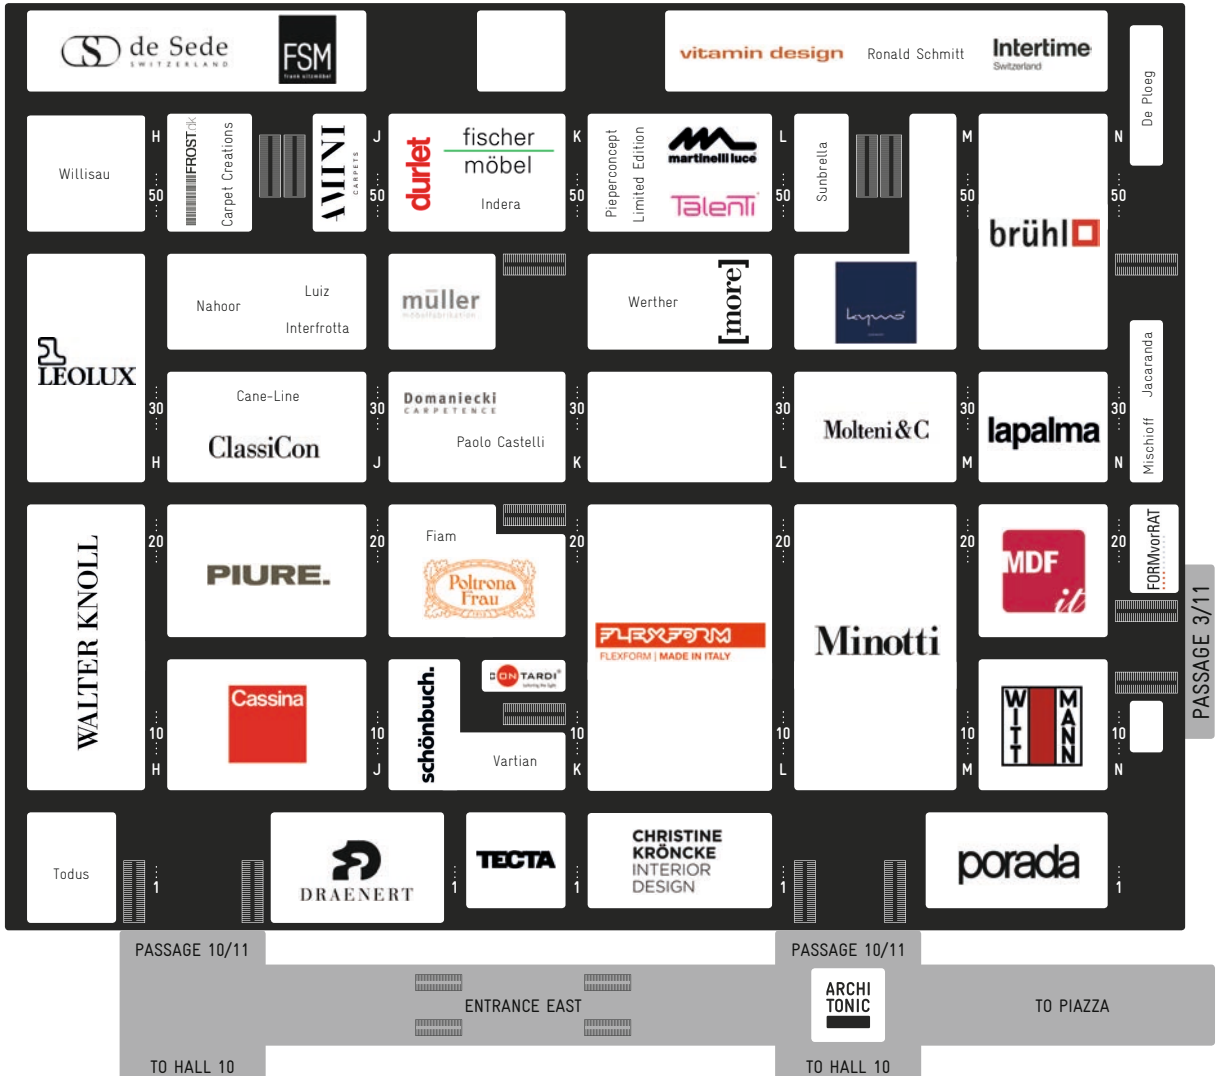 de Sede
SWITZERLAND
FSM
frank sitzmöbel
vitamin design
Ronald Schmitt
Intertime
Switzerland
De Ploeg
Willisau
H
50
FROSTdk
Carpet Creations
AMINI
CARPETS
J
50
durlet
fischer
möbel
Indera
K
50
Pieperconcept
Limited Edition
martinelli luce
Talenti
L
50
Sunbrella
M
50
brühl
N
50
LEOLUX
Nahoor
Luiz
Interfrotta
müller
möbelfabrikation
Werther
[more]
kymo
Jacaranda
Mischioff
30
H
Cane-Line
ClassiCon
30
J
Domaniecki
CARPETENCE
Paolo Castelli
30
K
30
L
Molteni&C
30
M
lapalma
30
N
WALTER KNOLL
20
PIURE.
20
Fiam
Poltrona
Frau
20
FLEXFORM
FLEXFORM | MADE IN ITALY
20
Minotti
20
MDF
it
20
FORMvorRAT
PASSAGE 3/11
10
H
Cassina
10
J
schönbuch.
CONTARDI
Vartian
10
K
10
L
10
M
WITT
MANN
10
N
Todus
1
DRAENERT
1
TECTA
1
CHRISTINE
KRÖNCKE
INTERIOR
DESIGN
1
porada
1
PASSAGE 10/11
PASSAGE 10/11
ENTRANCE EAST
ARCHI
TONIC
TO PIAZZA
TO HALL 10
TO HALL 10